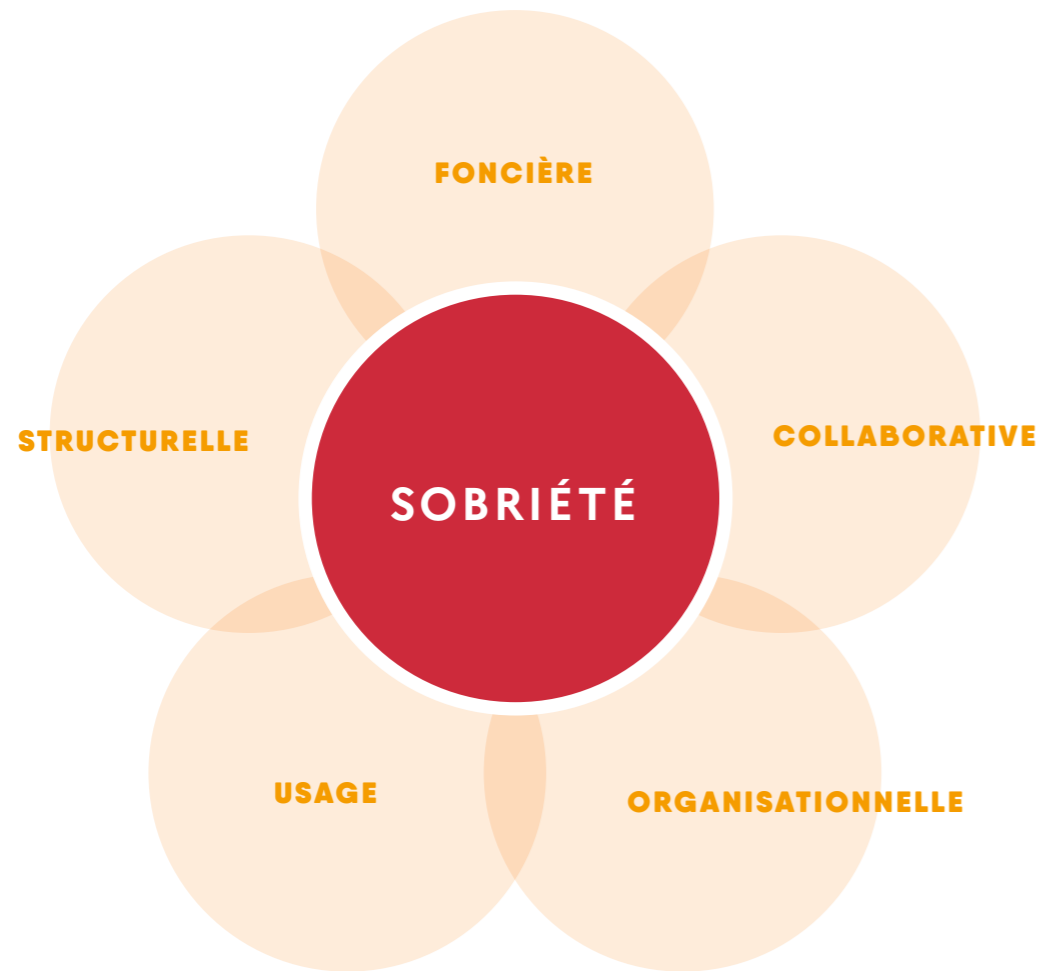 FONCIÈRE
STRUCTURELLE
COLLABORATIVE
SOBRIÉTÉ
USAGE
ORGANISATIONNELLE